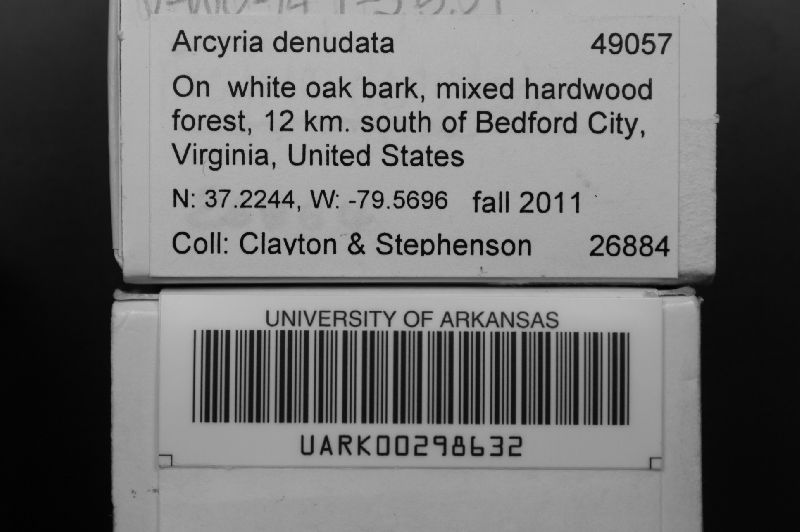 Arcyria denudata 49057
On white oak bark, mixed hardwood
forest, 12 km. south of Bedford City,
Virginia, United States
N: 37.2244, W: -79.5696 fall 2011
Coll: Clayton & Stephenson 26884
UNIVERSITY OF ARKANSAS
UARK00298632